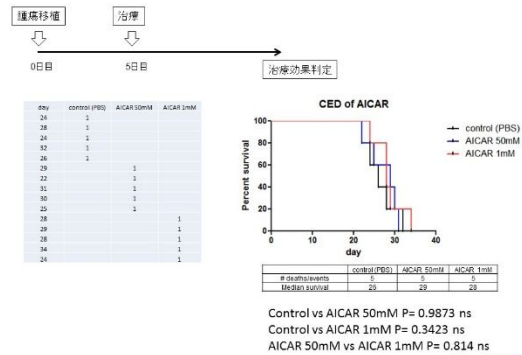 腫瘍移植
治療
0日目
5日目
治療効果判定
day control (PBS) AICAR 50mM AICAR 1mM
24 1
28 1
24 1
32 1
26 1
29 1
22 1
31 1
30 1
25 1
28 1
29 1
28 1
34 1
24 1
CED of AICAR
Percent survival
100
80
60
40
20
0
0 10 20 30 40
day
control (PBS)
AICAR 50mM
AICAR 1mM
control (PBS) AICAR 50mM AICAR 1mM
# deaths/events 5 5 5
Median survival 26 29 28
Control vs AICAR 50mM P= 0.9873 ns
Control vs AICAR 1mM P= 0.3423 ns
AICAR 50mM vs AICAR 1mM P= 0.814 ns